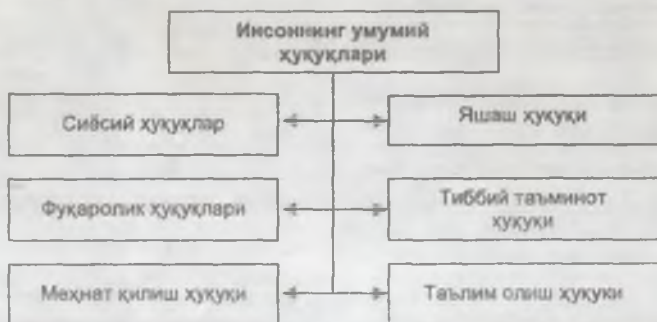 Инсоннинг умумий
ҳуқуқлари
Сиёсий ҳуқуқлар
Яшаш ҳуқуқи
Фуқаролик ҳуқуқлари
Тиббий таъминот
ҳуқуқи
Меҳнат қилиш ҳуқуқи
Таълим олиш ҳуқуқи